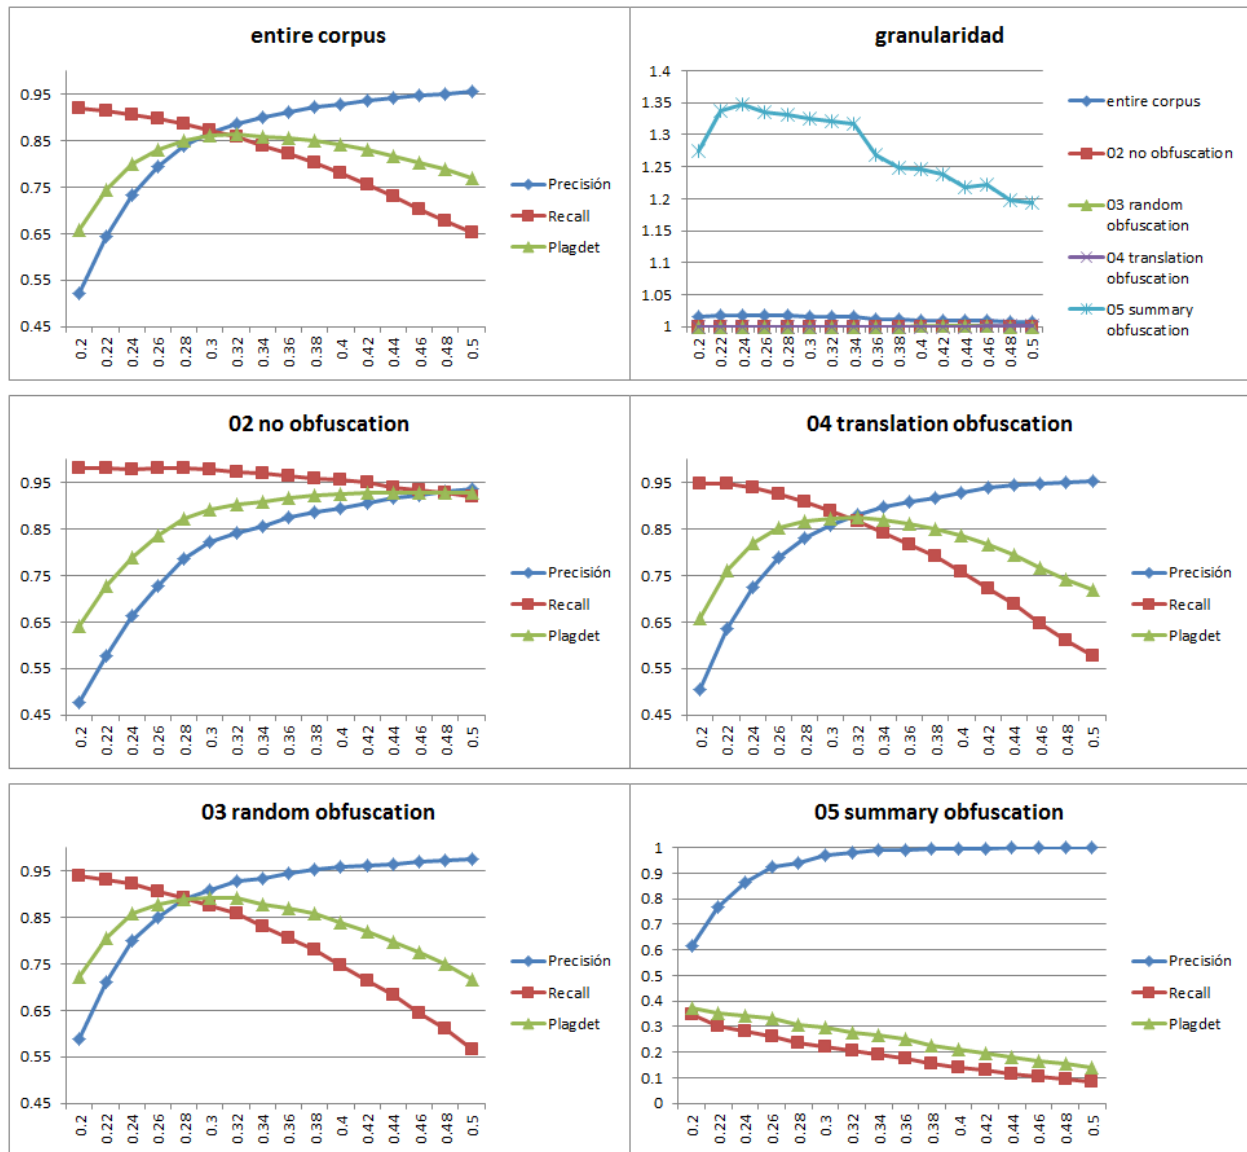 entire corpus
0.95
0.85
0.75
0.65
0.55
0.45
0.2 0.22 0.24 0.26 0.28 0.3 0.32 0.34 0.36 0.38 0.4 0.42 0.44 0.46 0.48 0.5
Precisión
Recall
Plagdet
granularidad
1.4
1.35
1.3
1.25
1.2
1.15
1.1
1.05
1
0.2 0.22 0.24 0.26 0.28 0.3 0.32 0.34 0.36 0.38 0.4 0.42 0.44 0.46 0.48 0.5
entire corpus
02 no obfuscation
03 random
obfuscation
04 translation
obfuscation
05 summary
obfuscation
02 no obfuscation
0.95
0.85
0.75
0.65
0.55
0.45
0.2 0.22 0.24 0.26 0.28 0.3 0.32 0.34 0.36 0.38 0.4 0.42 0.44 0.46 0.48 0.5
Precisión
Recall
Plagdet
04 translation obfuscation
0.95
0.85
0.75
0.65
0.55
0.45
0.2 0.22 0.24 0.26 0.28 0.3 0.32 0.34 0.36 0.38 0.4 0.42 0.44 0.46 0.48 0.5
Precisión
Recall
Plagdet
03 random obfuscation
0.95
0.85
0.75
0.65
0.55
0.45
0.2 0.22 0.24 0.26 0.28 0.3 0.32 0.34 0.36 0.38 0.4 0.42 0.44 0.46 0.48 0.5
Precisión
Recall
Plagdet
05 summary obfuscation
1
0.9
0.8
0.7
0.6
0.5
0.4
0.3
0.2
0.1
0
0.2 0.22 0.24 0.26 0.28 0.3 0.32 0.34 0.36 0.38 0.4 0.42 0.44 0.46 0.48 0.5
Precisión
Recall
Plagdet